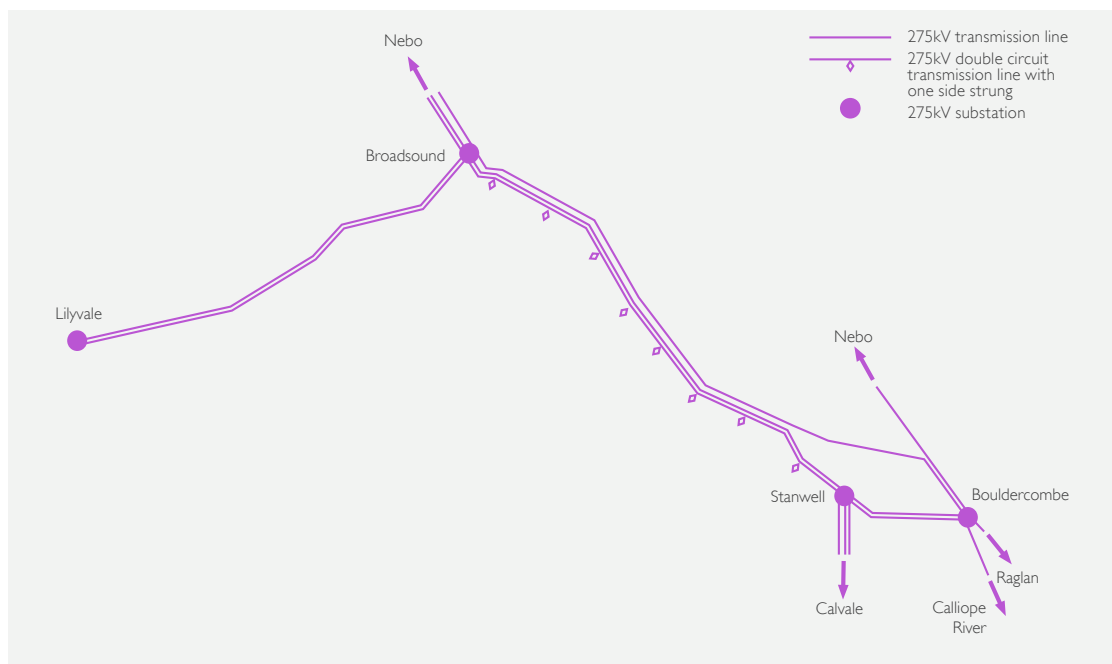 Nebo
275kV transmission line
275kV double circuit
transmission line with
one side strung
275kV substation
Broadsound
Lilyvale
Nebo
Stanwell
Bouldercombe
Raglan
Calvale
Calliope
River